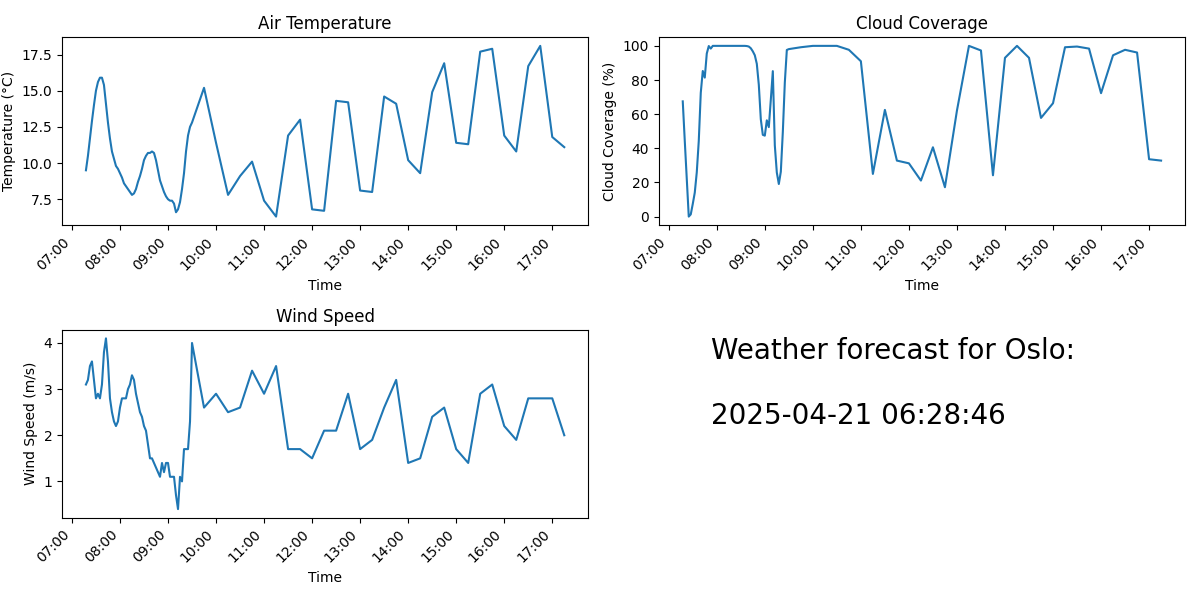 Air Temperature
Temperature (°C)
17.5
15.0
12.5
10.0
7.5
07:00 08:00 09:00 10:00 11:00 12:00 13:00 14:00 15:00 16:00 17:00
Time
Cloud Coverage
Cloud Coverage (%)
100
80
60
40
20
0
07:00 08:00 09:00 10:00 11:00 12:00 13:00 14:00 15:00 16:00 17:00
Time
Wind Speed
Wind Speed (m/s)
4
3
2
1
07:00 08:00 09:00 10:00 11:00 12:00 13:00 14:00 15:00 16:00 17:00
Time
Weather forecast for Oslo:
2025-04-21 06:28:46